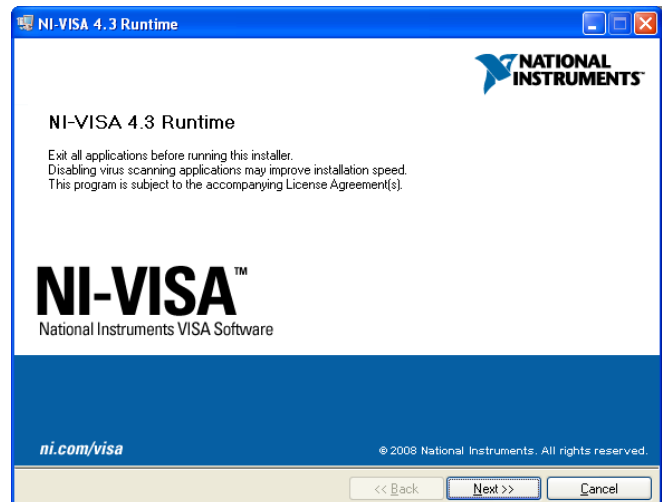 NI-VISA 4.3 Runtime
NATIONAL
INSTRUMENTS™
NI-VISA 4.3 Runtime
Exit all applications before running this installer.
Disabling virus scanning applications may improve installation speed.
This program is subject to the accompanying License Agreement(s).
NI-VISA™
National Instruments VISA Software
ni.com/visa
© 2008 National Instruments. All rights reserved.
<< Back
Next >>
Cancel